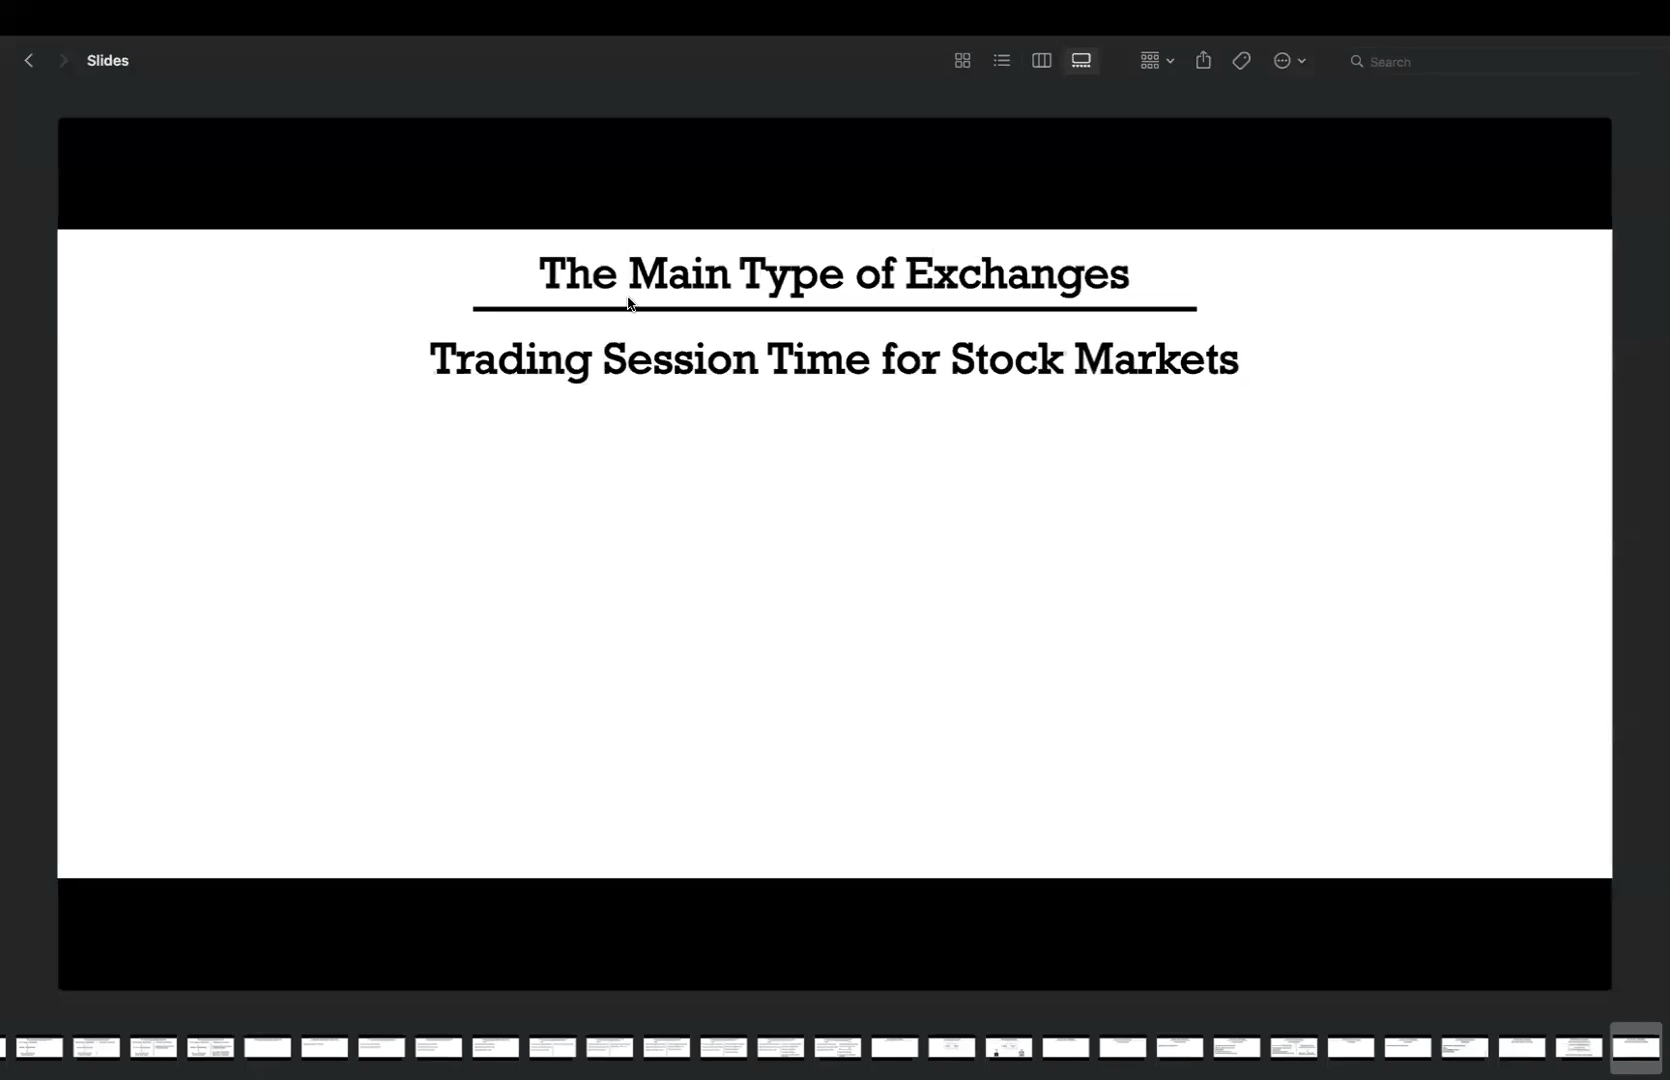 Slides
Search
The Main Type of Exchanges
Trading Session Time for Stock Markets